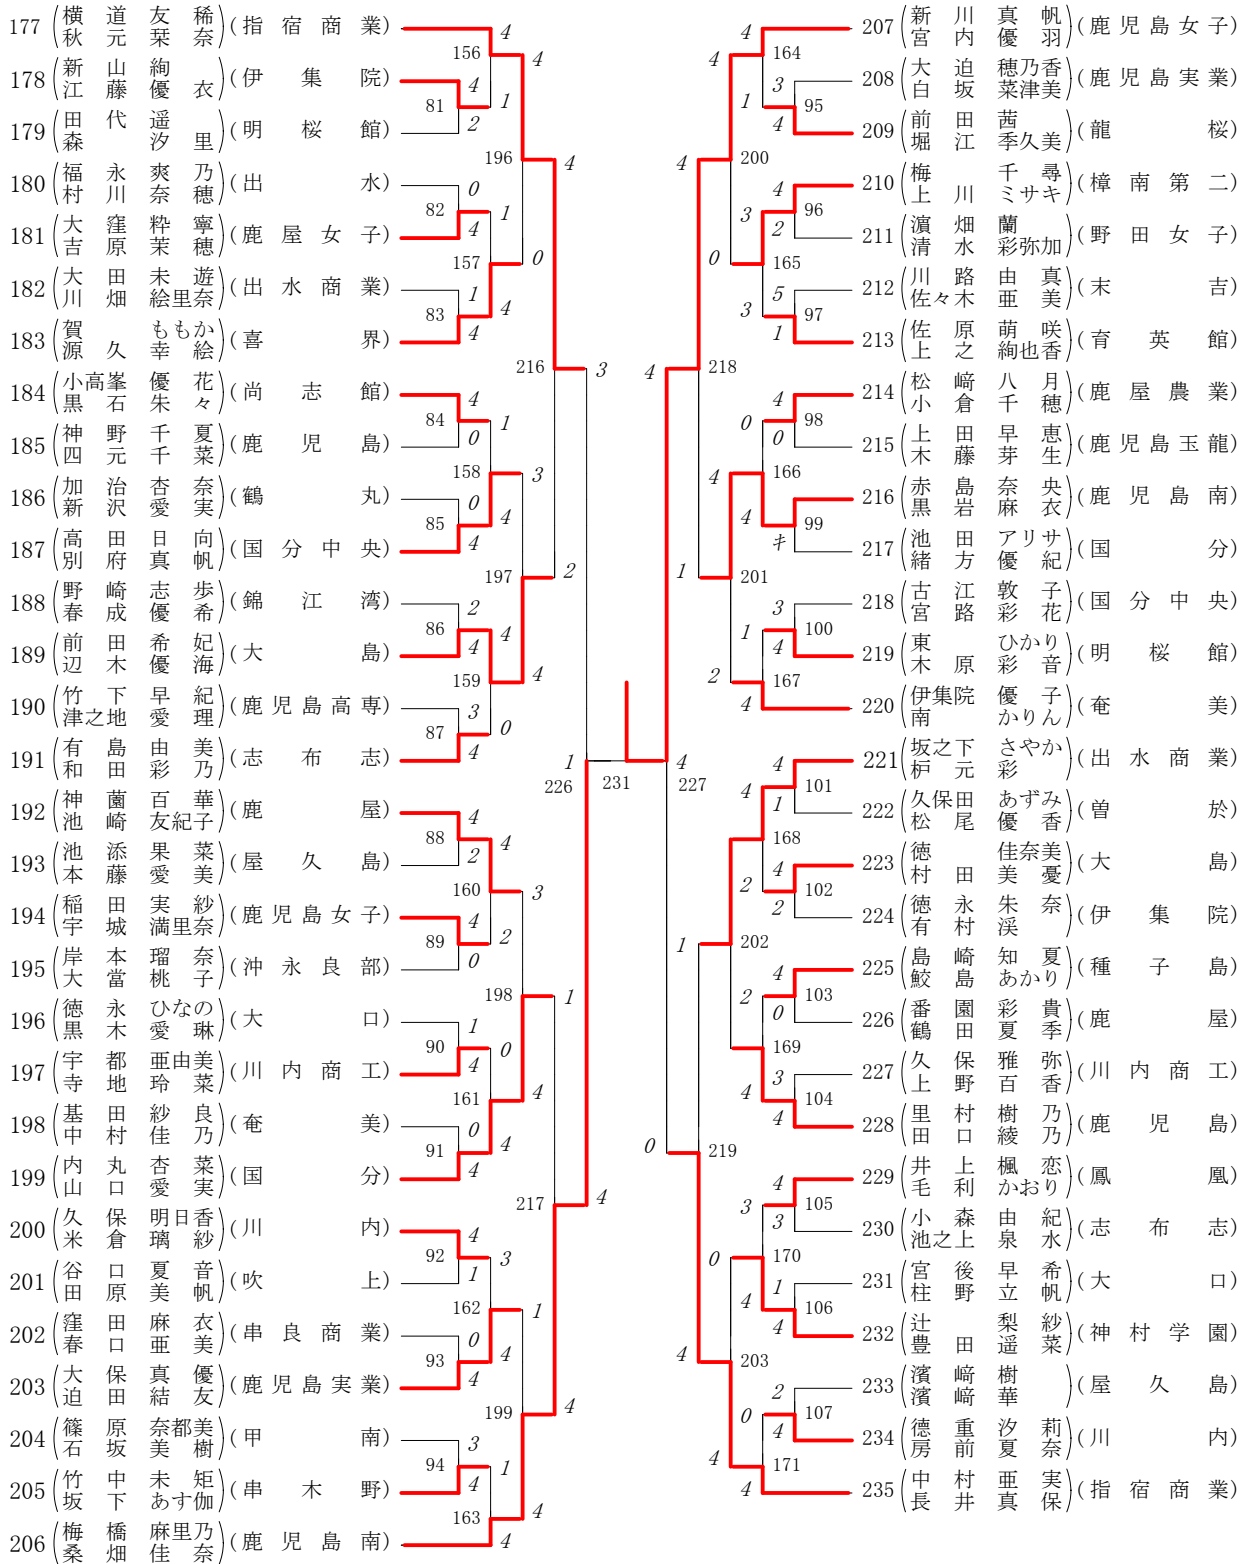 177 (横道友稀 秋元栞奈) (指宿商業)
178 (新山絢 江藤優衣) (伊集院)
179 (田代遥 森汐里) (明桜館)
180 (福永爽乃 村川奈穂) (出水)
181 (大窪粋寧 吉原茉穂) (鹿屋女子)
182 (大田未遊 川畑絵里奈) (出水商業)
183 (賀ももか 源久幸絵) (喜界)
184 (小高峯優花 黒石朱々) (尚志館)
185 (神野千夏 四元千菜) (鹿児島)
186 (加治杏奈 新沢愛実) (鶴丸)
187 (高田日向 別府真帆) (国分中央)
188 (野崎志歩 春成優希) (錦江湾)
189 (前田希妃 辺木優海) (大島)
190 (竹下早紀 津之地愛理) (鹿児島高専)
191 (有島由美 和田彩乃) (志布志)
192 (神薗百華 池崎友紀子) (鹿屋)
193 (池添果菜 本藤愛美) (屋久島)
194 (稲田実紗 宇城満里奈) (鹿児島女子)
195 (岸本瑠奈 大當桃子) (沖永良部)
196 (徳永ひなの 黒木愛琳) (大口)
197 (宇都亜由美 寺地玲菜) (川内商工)
198 (基田紗良 中村佳乃) (奄美)
199 (内丸杏菜 山口愛実) (国分)
200 (久保明日香 米倉璃紗) (川内)
201 (谷口夏音 田原美帆) (吹上)
202 (窪田麻衣 春口亜美) (串良商業)
203 (大保真優 迫田結友) (鹿児島実業)
204 (篠原奈都美 石坂美樹) (甲南)
205 (竹中未矩 坂下あす伽) (串木野)
206 (梅橋麻里乃 桑畑佳奈) (鹿児島南)
4 156 4
4 81 1
2
196 4
0 82 1
4
157 0
1 83 4
4
216 3
4 84 1
0
158 3
0 85 4
4
197 2
2 86 4
4
159 4
3 87 0
4
1 226 231 227 4
4 88 4
2
160 3
4 89 2
0
198 1
1 90 0
4
161 4
0 91 4
4
217 4
4 92 3
1
162 1
0 93 4
4
199 4
3 94 1
4
163 4
4
4 4 164
1 3 95
4
4 200
3 4 96
2
0 165
3 5 97
1
4 218
0 4 98
0
4 166
4 99
キ
1 201
1 3 100
4
2 167
4
4 4 101
1
168
2 4 102
2
1 202
2 4 103
0
169
4 3 104
4
0 219
3 4 105
3
0 170
4 1 106
4
4 203
0 2 107
4
4 171
4
207 (新川真帆 宮内優羽) (鹿児島女子)
208 (大迫穂乃香 白坂菜津美) (鹿児島実業)
209 (前田茜 堀江季久美) (龍桜)
210 (梅千尋 上川ミサキ) (樟南第二)
211 (濵畑蘭 清水彩弥加) (野田女子)
212 (川路由真 佐々木亜美) (末吉)
213 (佐原萌咲 上之絢也香) (育英館)
214 (松﨑八月 小倉千穂) (鹿屋農業)
215 (上田早恵 木藤芽生) (鹿児島玉龍)
216 (赤島奈央 黒岩麻衣) (鹿児島南)
217 (池田アリサ 緒方優紀) (国分)
218 (古江敦子 宮路彩花) (国分中央)
219 (東ひかり 木原彩音) (明桜館)
220 (伊集院優子 南かりん) (奄美)
221 (坂之下さやか 枦元彩) (出水商業)
222 (久保田あずみ 松尾優香) (曽於)
223 (徳佳奈美 村田美憂) (大島)
224 (徳永朱奈 有村渓) (伊集院)
225 (島崎知夏 鮫島あかり) (種子島)
226 (番園彩貴 鶴田夏季) (鹿屋)
227 (久保雅弥 上野百香) (川内商工)
228 (里村樹乃 田口綾乃) (鹿児島)
229 (井上楓恋 毛利かおり) (鳳凰)
230 (小森由紀 池之上泉水) (志布志)
231 (宮後早希 柱野立帆) (大口)
232 (辻梨紗 豊田遥菜) (神村学園)
233 (濱﨑樹 濱﨑華) (屋久島)
234 (德重汐莉 房前夏奈) (川内)
235 (中村亜実 長井真保) (指宿商業)